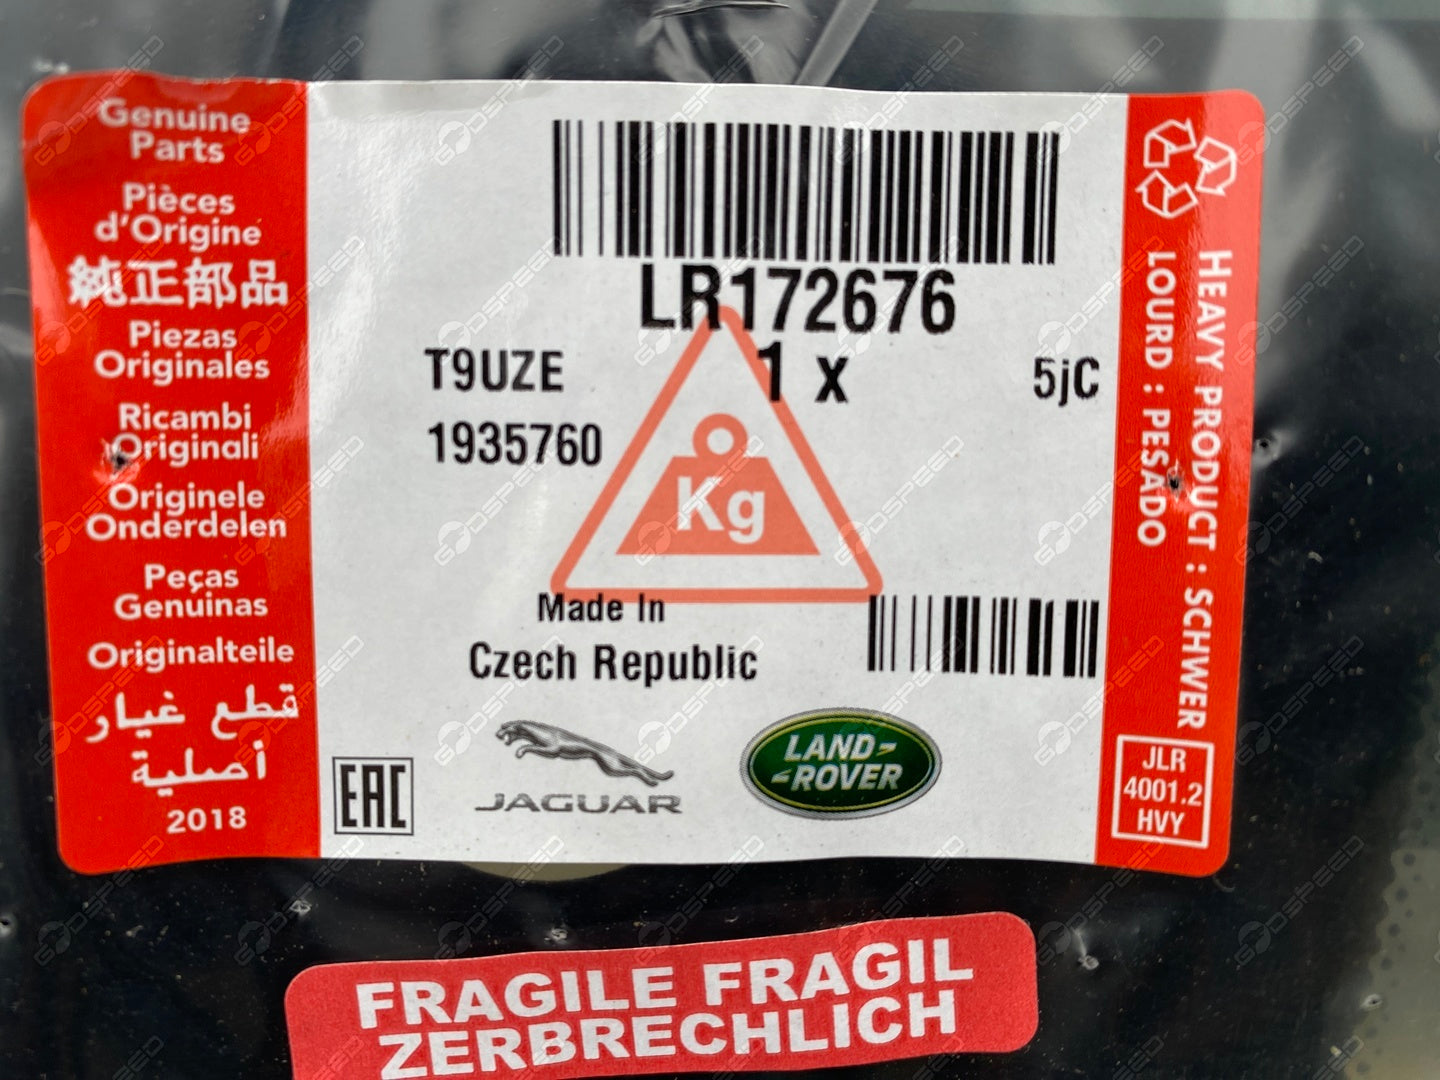 Genuine
Parts
Pièces
d'Origine
純正部品
Piezas
Originales
Ricambi
Originali
Originele
Onderdelen
Peças
Genuinas
Originalteile
قطع غيار
أصلية
2018
LR172676
T9UZE
1 x
5jC
1935760
Kg
Made In
Czech Republic
EAC
JAGUAR
LAND-
-ROVER
HEAVY PRODUCT : SCHWER
LOURD : PESADO
JLR
4001.2
HVY
FRAGILE FRAGIL
ZERBRECHLICH
GODSPEED